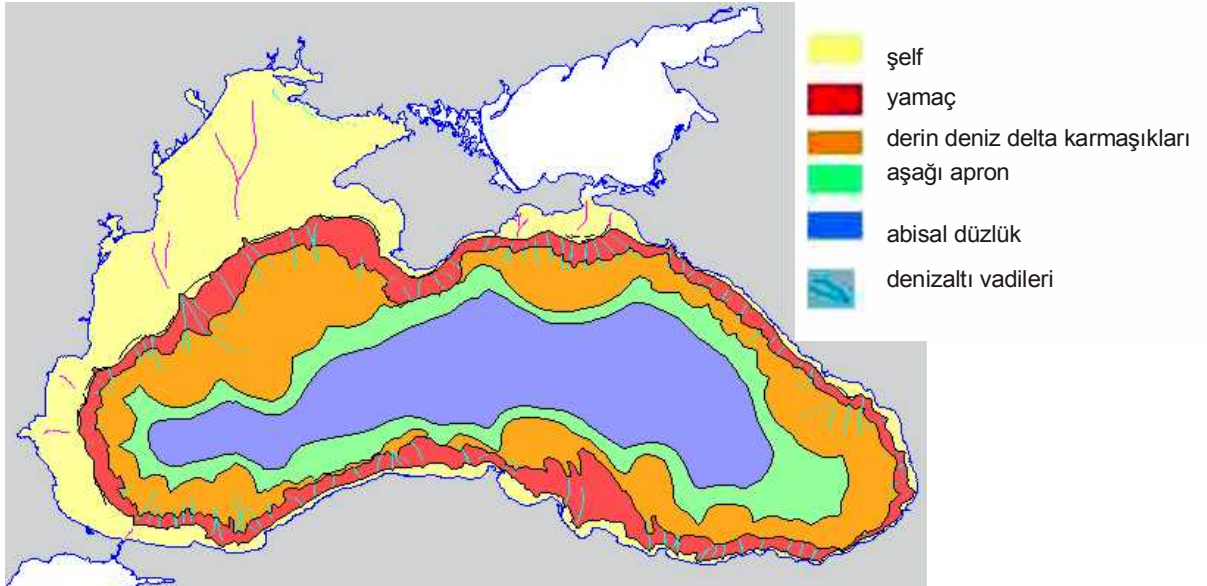 şelf
yamaç
derin deniz delta karmaşıkları
aşağı apron
abisal düzlük
denizaltı vadileri